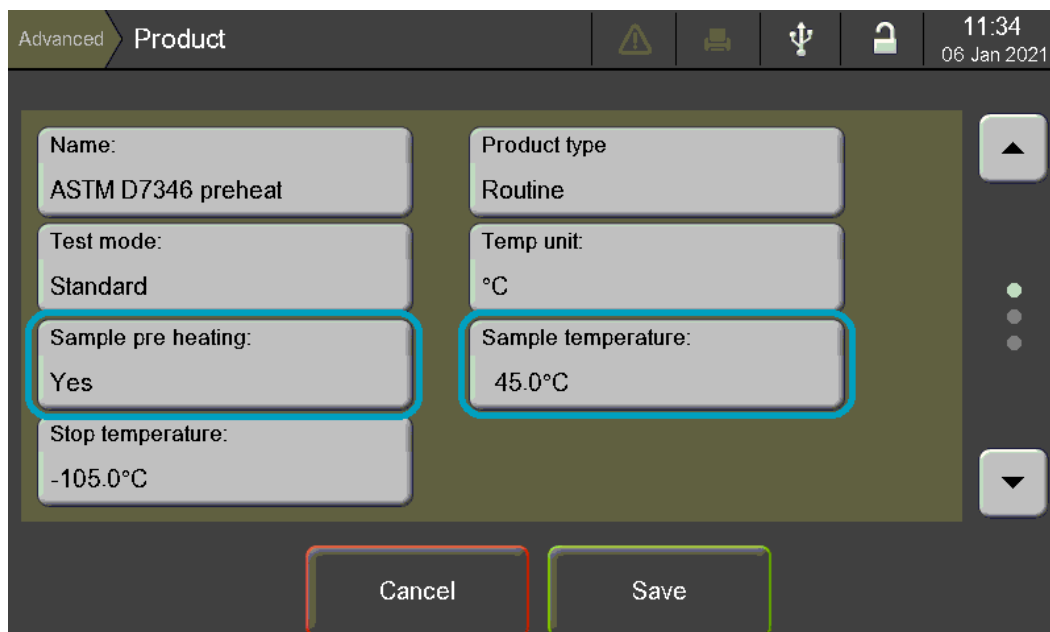 Advanced
Product
11:34
06 Jan 2021
Name:
ASTM D7346 preheat
Product type
Routine
Test mode:
Standard
Temp unit:
°C
Sample pre heating:
Yes
Sample temperature:
45.0°C
Stop temperature:
-105.0°C
Cancel
Save